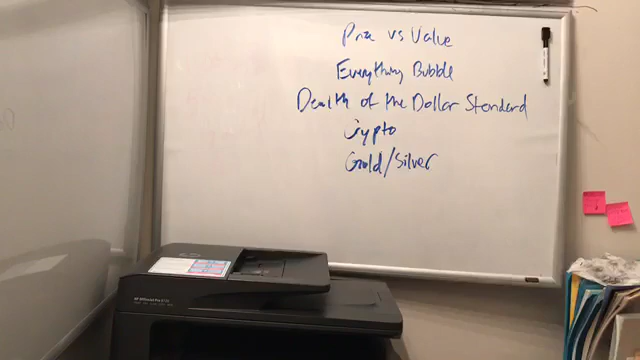 Price vs Value
Everything Bubble
Death of the Dollar Standard
Crypto
Gold/Silver